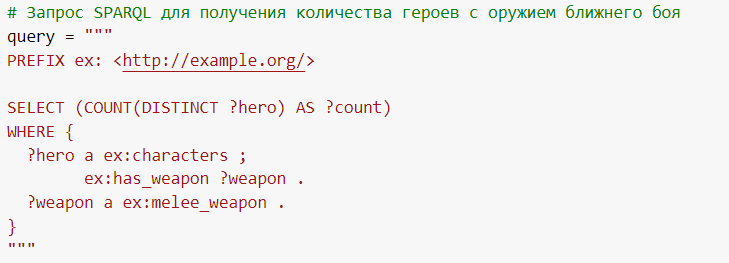 # Запрос SPARQL для получения количества героев с оружием ближнего боя
query = """
PREFIX ex: <http://example.org/>

SELECT (COUNT(DISTINCT ?hero) AS ?count)
WHERE {
  ?hero a ex:characters ;
        ex:has_weapon ?weapon .
  ?weapon a ex:melee_weapon .
}
"""